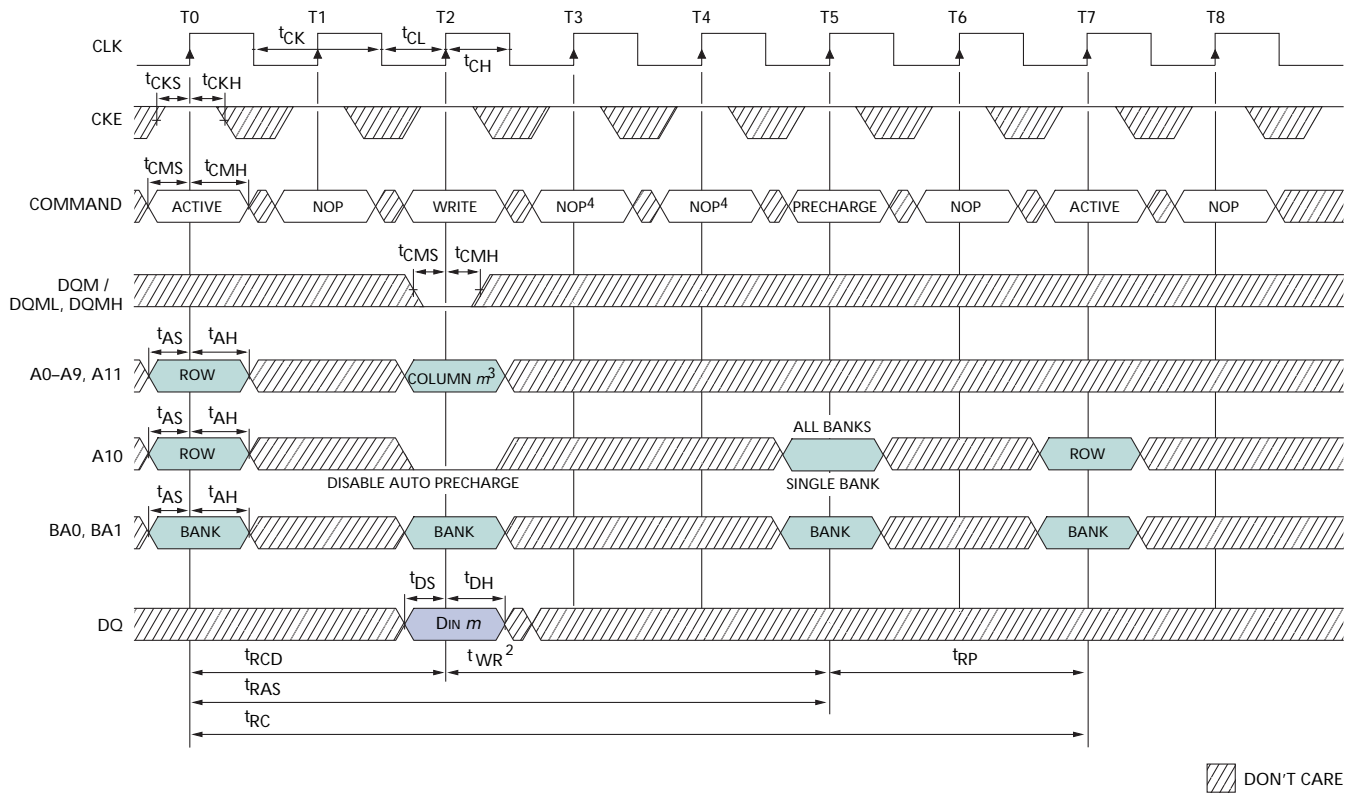 T0 T1 T2 T3 T4 T5 T6 T7 T8
CLK
tCK tCL
tCH
tCKS tCKH
CKE
tCMS tCMH
COMMAND ACTIVE NOP WRITE NOP4 NOP4 PRECHARGE NOP ACTIVE NOP
tCMS tCMH
DQM /
DQML, DQMH
tAS tAH
A0–A9, A11 ROW COLUMN m3
tAS tAH
ALL BANKS
A10 ROW ROW
DISABLE AUTO PRECHARGE SINGLE BANK
tAS tAH
BA0, BA1 BANK BANK BANK BANK
tDS tDH
DQ DIN m
tRCD tWR2 tRP
tRAS
tRC
DON'T CARE